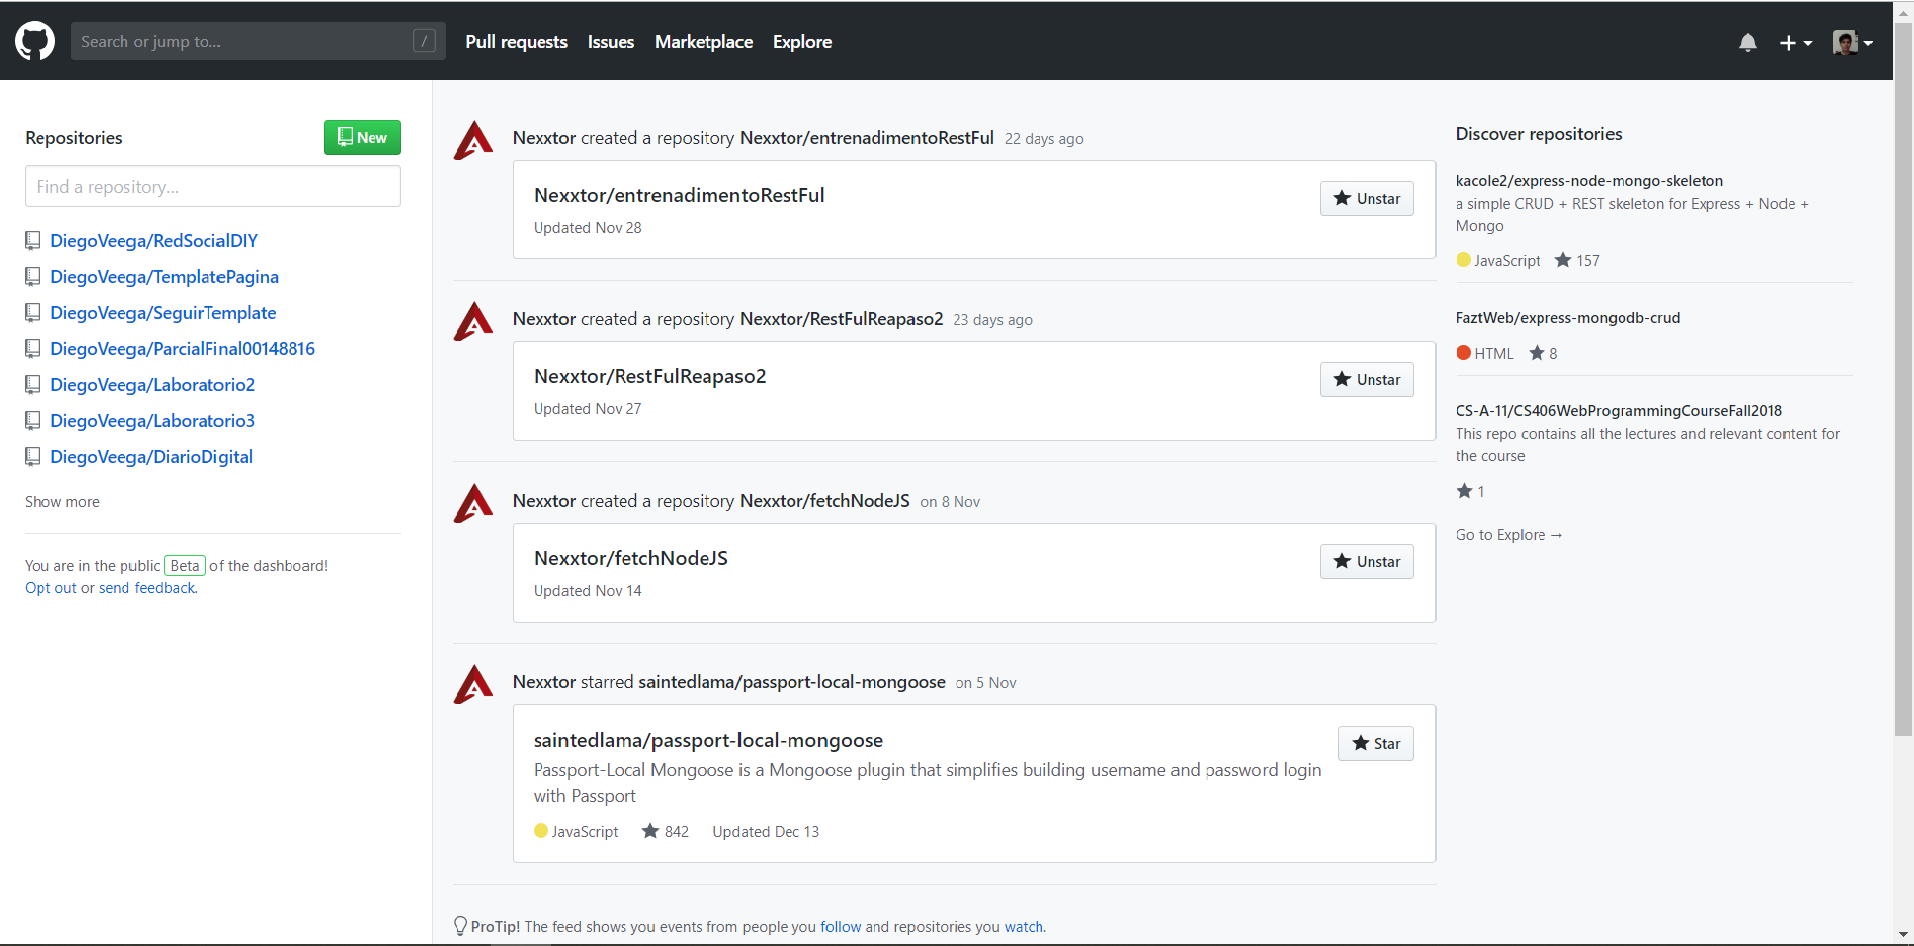 Search or jump to...
/
Pull requests
Issues
Marketplace
Explore
Repositories
New
Find a repository...
DiegoVeega/RedSocialDIY
DiegoVeega/TemplatePagina
DiegoVeega/SeguirTemplate
DiegoVeega/ParcialFinal00148816
DiegoVeega/Laboratorio2
DiegoVeega/Laboratorio3
DiegoVeega/DiarioDigital
Show more
You are in the public Beta of the dashboard!
Opt out or send feedback.
Nexxtor created a repository Nexxtor/entrenadimentoRestFul 22 days ago
Nexxtor/entrenadimentoRestFul
Unstar
Updated Nov 28
Nexxtor created a repository Nexxtor/RestFulReapaso2 23 days ago
Nexxtor/RestFulReapaso2
Unstar
Updated Nov 27
Nexxtor created a repository Nexxtor/fetchNodeJS on 8 Nov
Nexxtor/fetchNodeJS
Unstar
Updated Nov 14
Nexxtor starred saintedlama/passport-local-mongoose on 5 Nov
saintedlama/passport-local-mongoose
Star
Passport-Local Mongoose is a Mongoose plugin that simplifies building username and password login
with Passport
JavaScript 842 Updated Dec 13
ProTip! The feed shows you events from people you follow and repositories you watch.
Discover repositories
kacole2/express-node-mongo-skeleton
a simple CRUD + REST skeleton for Express + Node +
Mongo
JavaScript 157
FaztWeb/express-mongodb-crud
HTML 8
CS-A-11/CS406WebProgrammingCourseFall2018
This repo contains all the lectures and relevant content for
the course
1
Go to Explore →